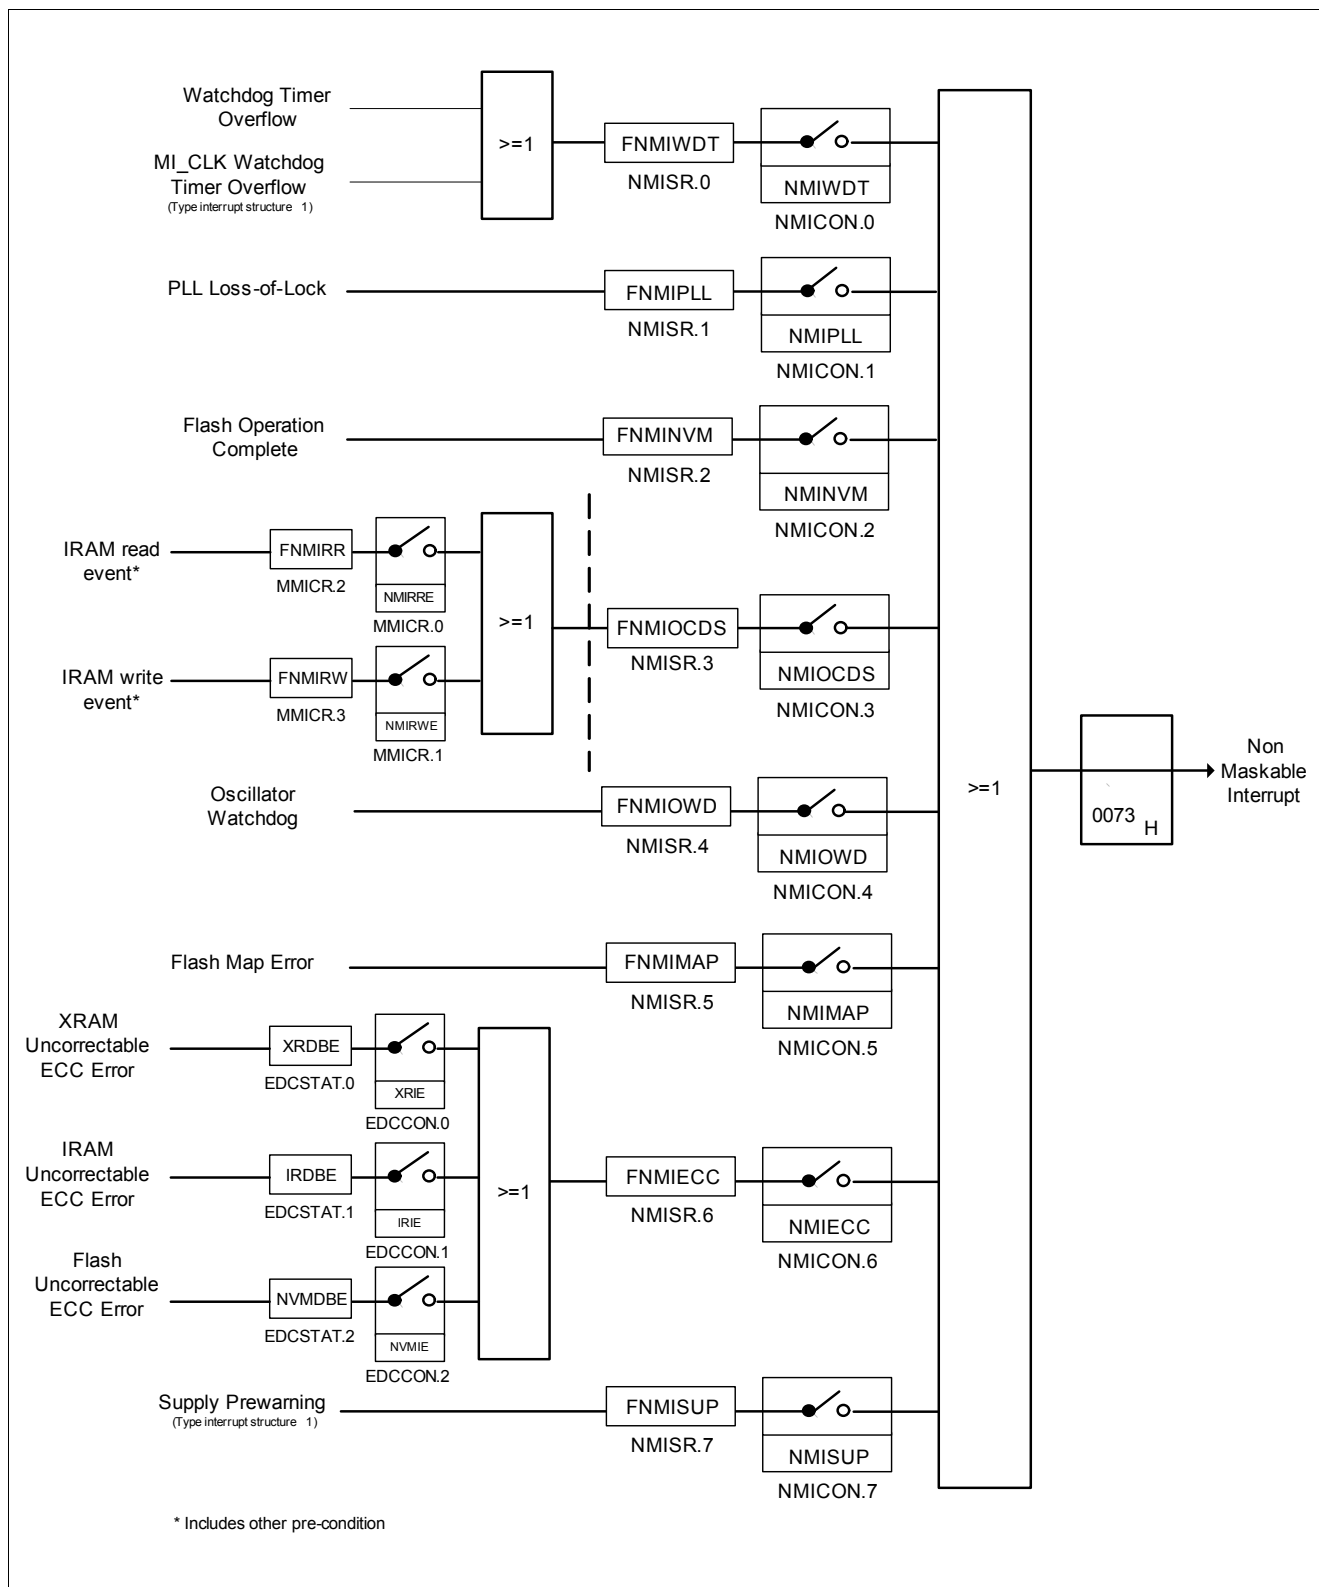 Watchdog Timer
Overflow
MI_CLK Watchdog
Timer Overflow
(Type interrupt structure 1)
>=1
FNMIWDT
NMISR.0
NMIWDT
NMICON.0
PLL Loss-of-Lock
FNMIPLL
NMISR.1
NMIPLL
NMICON.1
Flash Operation
Complete
FNMINVM
NMISR.2
NMINVM
NMICON.2
IRAM read
event*
FNMIRR
MMICR.2
NMIRRE
MMICR.0
IRAM write
event*
FNMIRW
MMICR.3
NMIRWE
MMICR.1
>=1
FNMIOCDS
NMISR.3
NMIOCDS
NMICON.3
Oscillator
Watchdog
FNMIOWD
NMISR.4
NMIOWD
NMICON.4
Flash Map Error
FNMIMAP
NMISR.5
NMIMAP
NMICON.5
XRAM
Uncorrectable
ECC Error
XRDBE
EDCSTAT.0
XRIE
EDCCON.0
IRAM
Uncorrectable
ECC Error
IRDBE
EDCSTAT.1
IRIE
EDCCON.1
Flash
Uncorrectable
ECC Error
NVMDBE
EDCSTAT.2
NVMIE
EDCCON.2
>=1
FNMIECC
NMISR.6
NMIECC
NMICON.6
Supply Prewarning
(Type interrupt structure 1)
FNMISUP
NMISR.7
NMISUP
NMICON.7
>=1
0073 H
Non
Maskable
Interrupt
* Includes other pre-condition